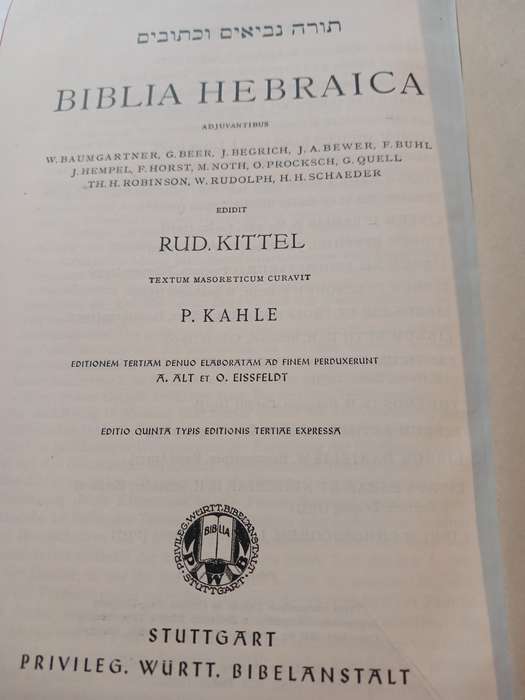 תורה נביאים וכתובים
BIBLIA HEBRAICA
ADJUVANTIBUS
W. BAUMGARTNER, G. BEER, J. BEGRICH, J. A. BEWER, F. BUHL
J. HEMPEL, F. HORST, M. NOTH, O. PROCKSCH, G. QUELL
TH. H. ROBINSON, W. RUDOLPH, H. H. SCHAEDER
EDIDIT
RUD. KITTEL
TEXTUM MASORETICUM CURAVIT
P. KAHLE
EDITIONEM TERTIAM DENUO ELABORATAM AD FINEM PERDUXERUNT
A. ALT ET O. EISSFELDT
EDITIO QUINTA TYPIS EDITIONIS TERTIAE EXPRESSA
PRIVILEG. WÜRTT. BIBELANSTALT
BIBLIA
P W B
STUTTGART
STUTTGART
PRIVILEG. WÜRTT. BIBELANSTALT